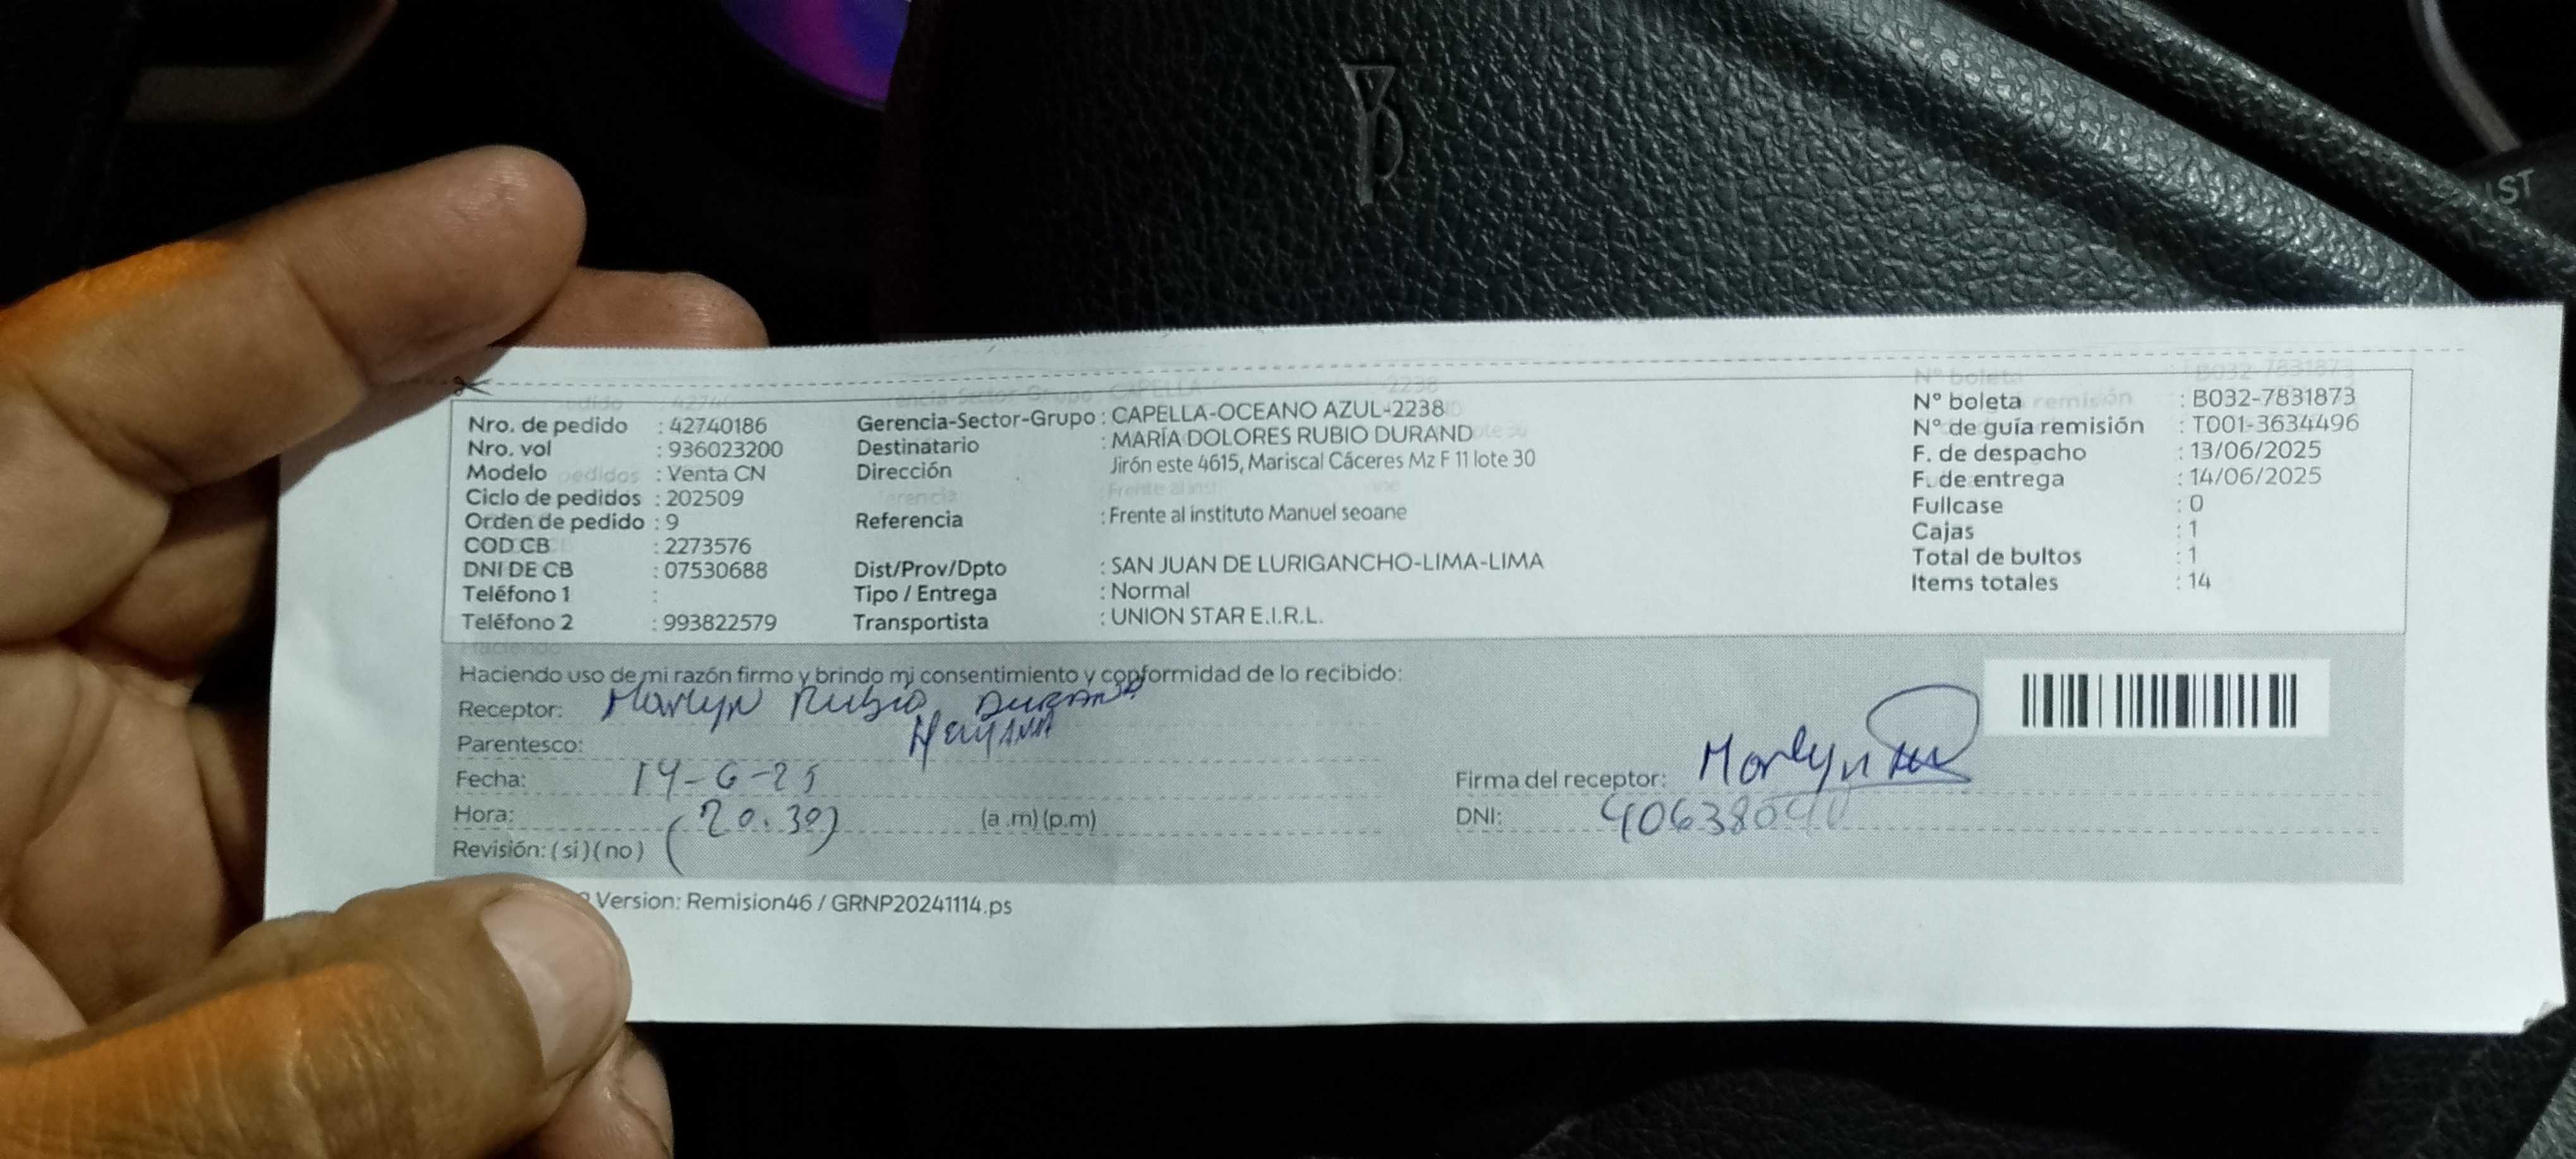 Nro. de pedido : 42740186
Nro. vol : 936023200
Modelo : Venta CN
Ciclo de pedidos : 202509
Orden de pedido : 9
COD CB : 2273576
DNI DE CB : 07530688
Teléfono 1 :
Teléfono 2 : 993822579
Gerencia-Sector-Grupo : CAPELLA-OCEANO AZUL-2238
Destinatario : MARÍA DOLORES RUBIO DURAND
Dirección Jirón este 4615, Mariscal Cáceres Mz F 11 lote 30
Referencia : Frente al instituto Manuel seoane
Dist/Prov/Dpto : SAN JUAN DE LURIGANCHO-LIMA-LIMA
Tipo / Entrega : Normal
Transportista : UNION STAR E.I.R.L.
N° boleta : B032-7831873
N° de guía remisión : T001-3634496
F. de despacho : 13/06/2025
F. de entrega : 14/06/2025
Fullcase : 0
Cajas : 1
Total de bultos : 1
Items totales : 14
Haciendo uso de mi razón firmo y brindo mi consentimiento y conformidad de lo recibido:
Receptor: Marlyn Rubio Durand
Parentesco: Hermana
Fecha: 14-6-25
Hora: (20.30) (a .m) (p.m)
Revisión: ( si ) ( no )
Firma del receptor: Marlyn
DNI:
Version: Remision46 / GRNP20241114.ps